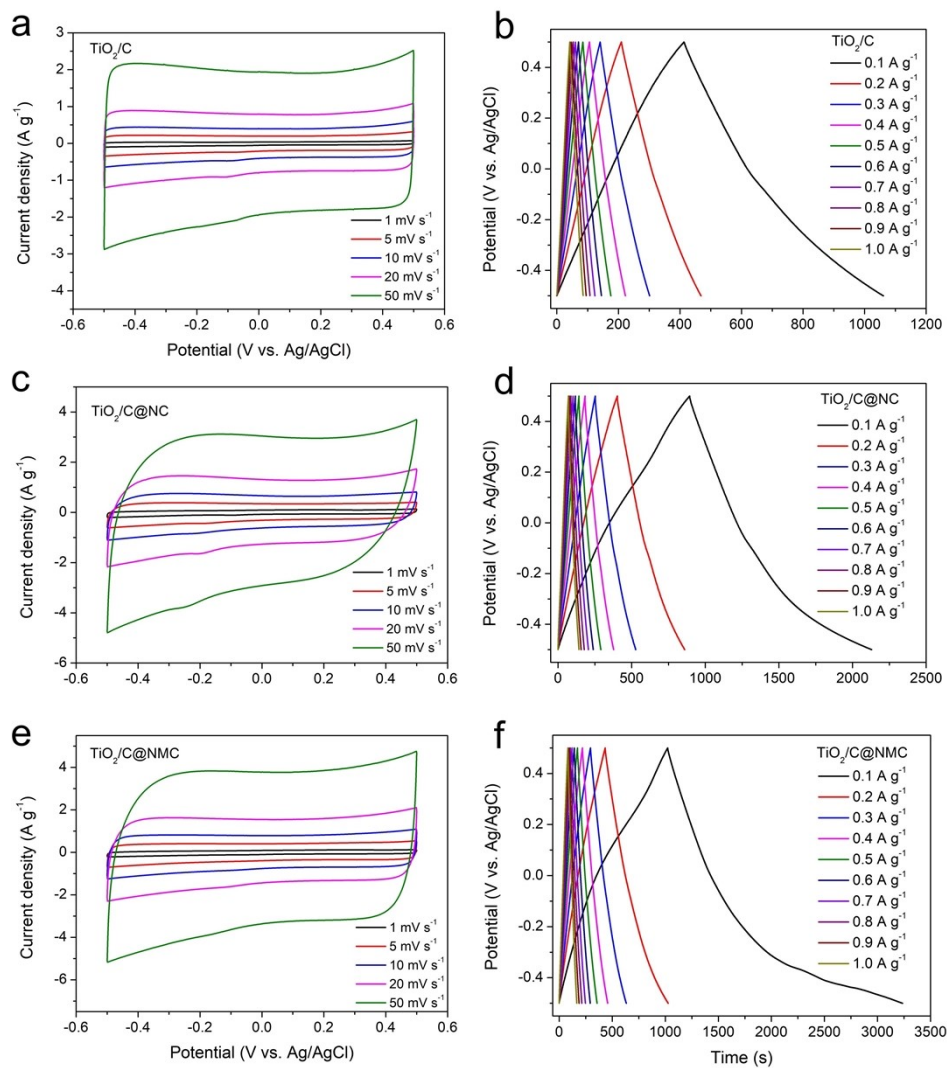 a
TiO2/C
Current density (A g-1)
3
2
1
0
-1
-2
-3
-4
-0.6 -0.4 -0.2 0.0 0.2 0.4 0.6
Potential (V vs. Ag/AgCl)
1 mV s-1
5 mV s-1
10 mV s-1
20 mV s-1
50 mV s-1
b
TiO2/C
0.1 A g-1
0.2 A g-1
0.3 A g-1
0.4 A g-1
0.5 A g-1
0.6 A g-1
0.7 A g-1
0.8 A g-1
0.9 A g-1
1.0 A g-1
Potential (V vs. Ag/AgCl)
0.4
0.2
0.0
-0.2
-0.4
0 200 400 600 800 1000 1200
c
TiO2/C@NC
Current density (A g-1)
4
2
0
-2
-4
-6
-0.6 -0.4 -0.2 0.0 0.2 0.4 0.6
1 mV s-1
5 mV s-1
10 mV s-1
20 mV s-1
50 mV s-1
d
TiO2/C@NC
0.1 A g-1
0.2 A g-1
0.3 A g-1
0.4 A g-1
0.5 A g-1
0.6 A g-1
0.7 A g-1
0.8 A g-1
0.9 A g-1
1.0 A g-1
Potential (V vs. Ag/AgCl)
0.4
0.2
0.0
-0.2
-0.4
0 500 1000 1500 2000 2500
e
TiO2/C@NMC
Current density (A g-1)
4
2
0
-2
-4
-6
-0.6 -0.4 -0.2 0.0 0.2 0.4 0.6
Potential (V vs. Ag/AgCl)
1 mV s-1
5 mV s-1
10 mV s-1
20 mV s-1
50 mV s-1
f
TiO2/C@NMC
0.1 A g-1
0.2 A g-1
0.3 A g-1
0.4 A g-1
0.5 A g-1
0.6 A g-1
0.7 A g-1
0.8 A g-1
0.9 A g-1
1.0 A g-1
Potential (V vs. Ag/AgCl)
0.4
0.2
0.0
-0.2
-0.4
0 500 1000 1500 2000 2500 3000 3500
Time (s)